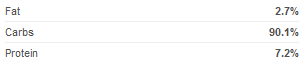 Fat 2.7%
Carbs 90.1%
Protein 7.2%